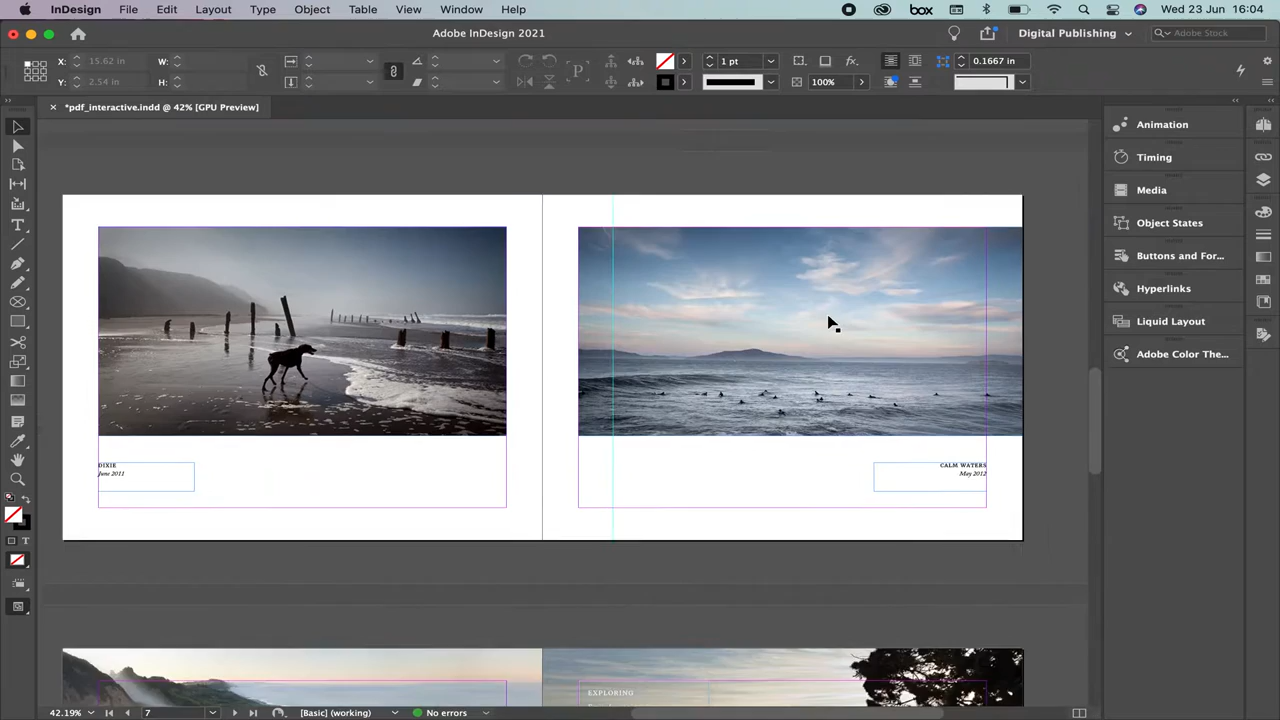 InDesign File Edit Layout Type Object Table View Window Help box Wed 23 Jun 16:04
Adobe InDesign 2021 Digital Publishing Adobe Stock
X: 15.62 in W: 1 pt fx. 0.1667 in
Y: 2.54 in H: P 100%
*pdf_interactive.indd @ 42% [GPU Preview]
Animation
Timing
Media
Object States
Buttons and For...
Hyperlinks
Liquid Layout
Adobe Color The...
DIXIE
June 2011
CALM WATERS
May 2012
EXPLORING
42.19% 7 [Basic] (working) No errors